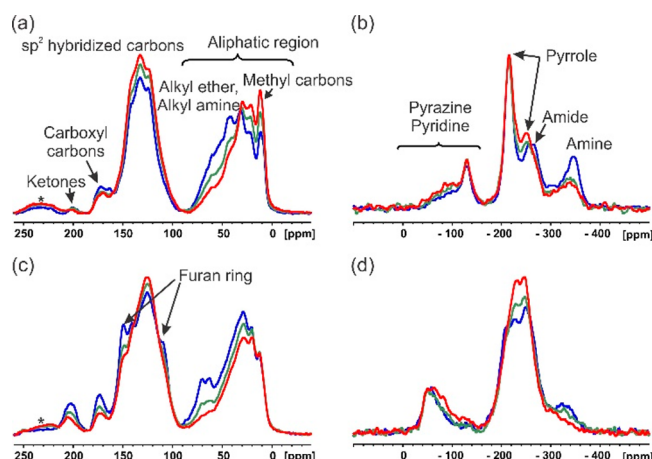 (a)
sp² hybridized carbons
Aliphatic region
Alkyl ether,
Alkyl amine
Methyl carbons
Carboxyl
carbons
Ketones
*
250 200 150 100 50 0 [ppm]
(b)
Pyrrole
Pyrazine
Pyridine
Amide
Amine
0 - 100 - 200 - 300 - 400 [ppm]
(c)
Furan ring
*
250 200 150 100 50 0 [ppm]
(d)
0 - 100 - 200 - 300 - 400 [ppm]